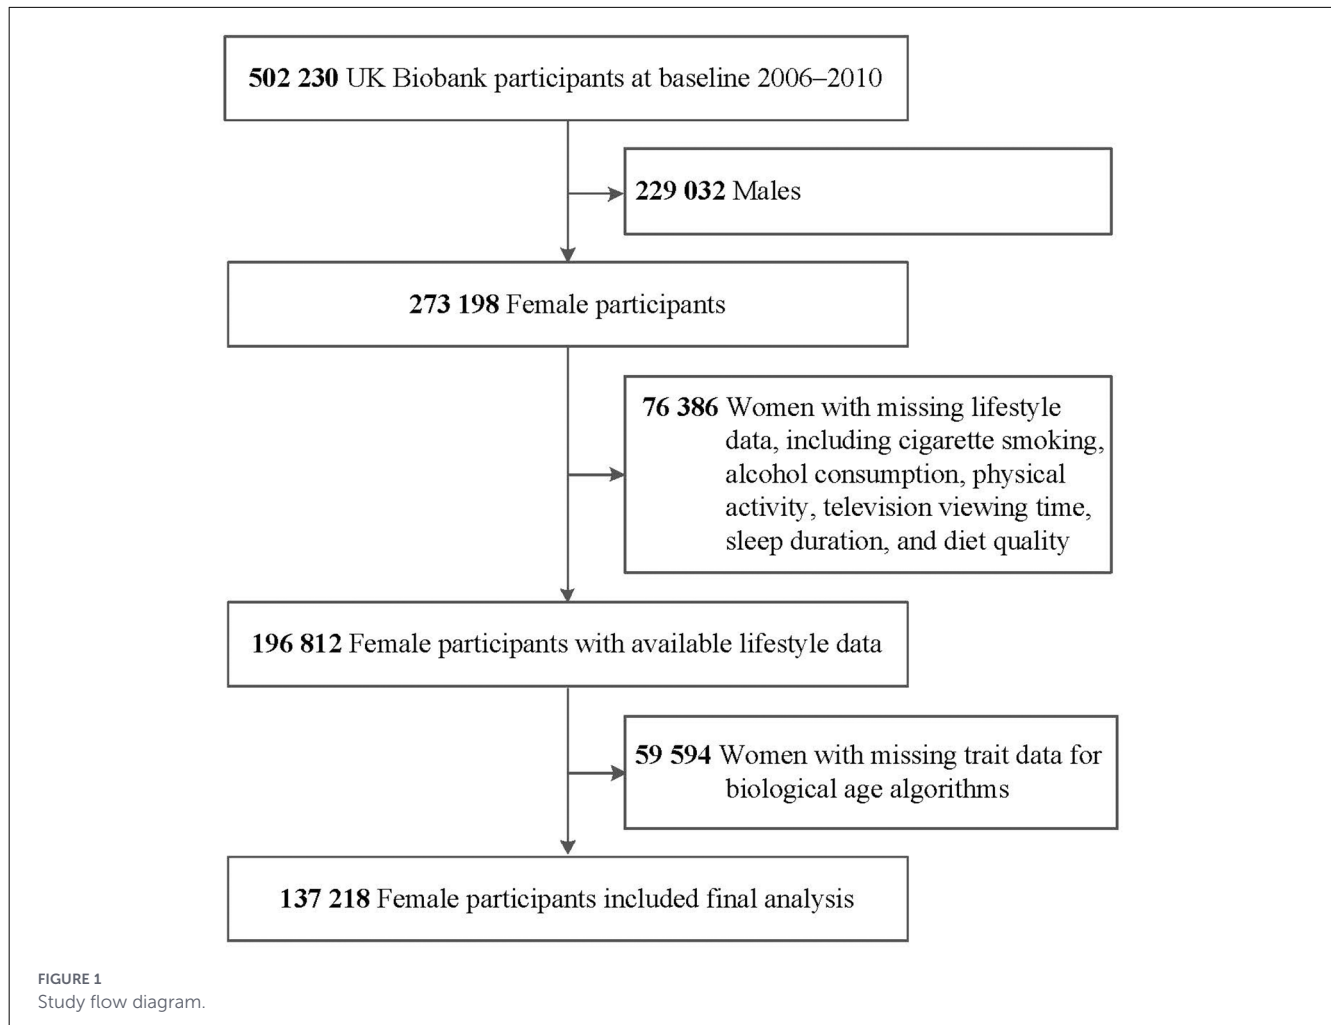 502 230 UK Biobank participants at baseline 2006–2010
229 032 Males
273 198 Female participants
76 386 Women with missing lifestyle
data, including cigarette smoking,
alcohol consumption, physical
activity, television viewing time,
sleep duration, and diet quality
196 812 Female participants with available lifestyle data
59 594 Women with missing trait data for
biological age algorithms
137 218 Female participants included final analysis
FIGURE 1
Study flow diagram.